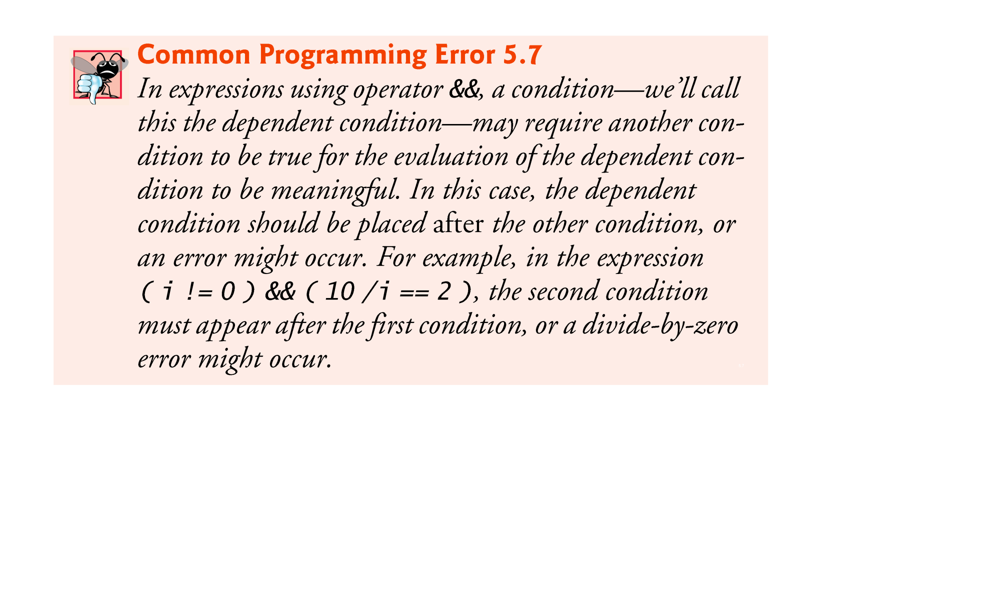 Common Programming Error 5.7
In expressions using operator &&, a condition—we’ll call
this the dependent condition—may require another con-
dition to be true for the evaluation of the dependent con-
dition to be meaningful. In this case, the dependent
condition should be placed after the other condition, or
an error might occur. For example, in the expression
( i != 0 ) && ( 10 / i == 2 ), the second condition
must appear after the first condition, or a divide-by-zero
error might occur.